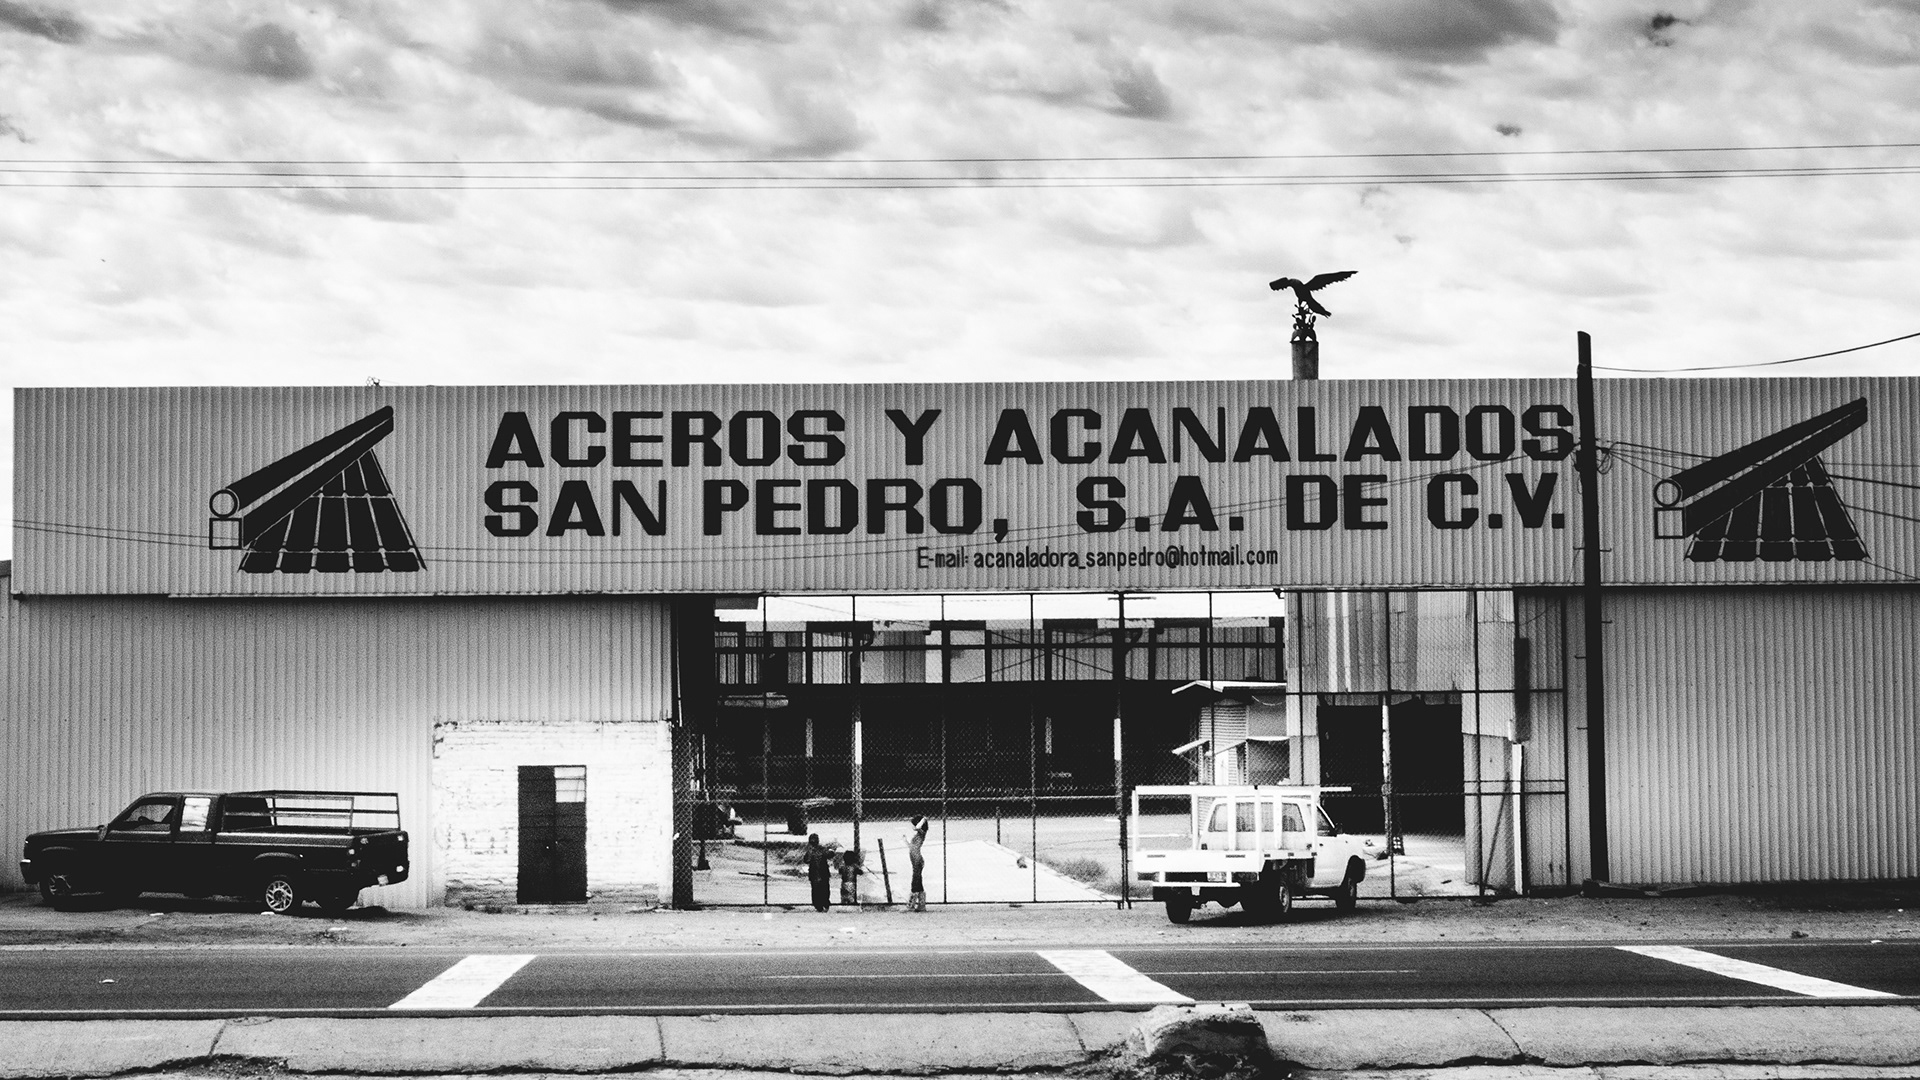 ACEROS Y ACANALADOS
SAN PEDRO, S.A. DE C.V.
E-mail: acanaladora_sanpedro@hotmail.com